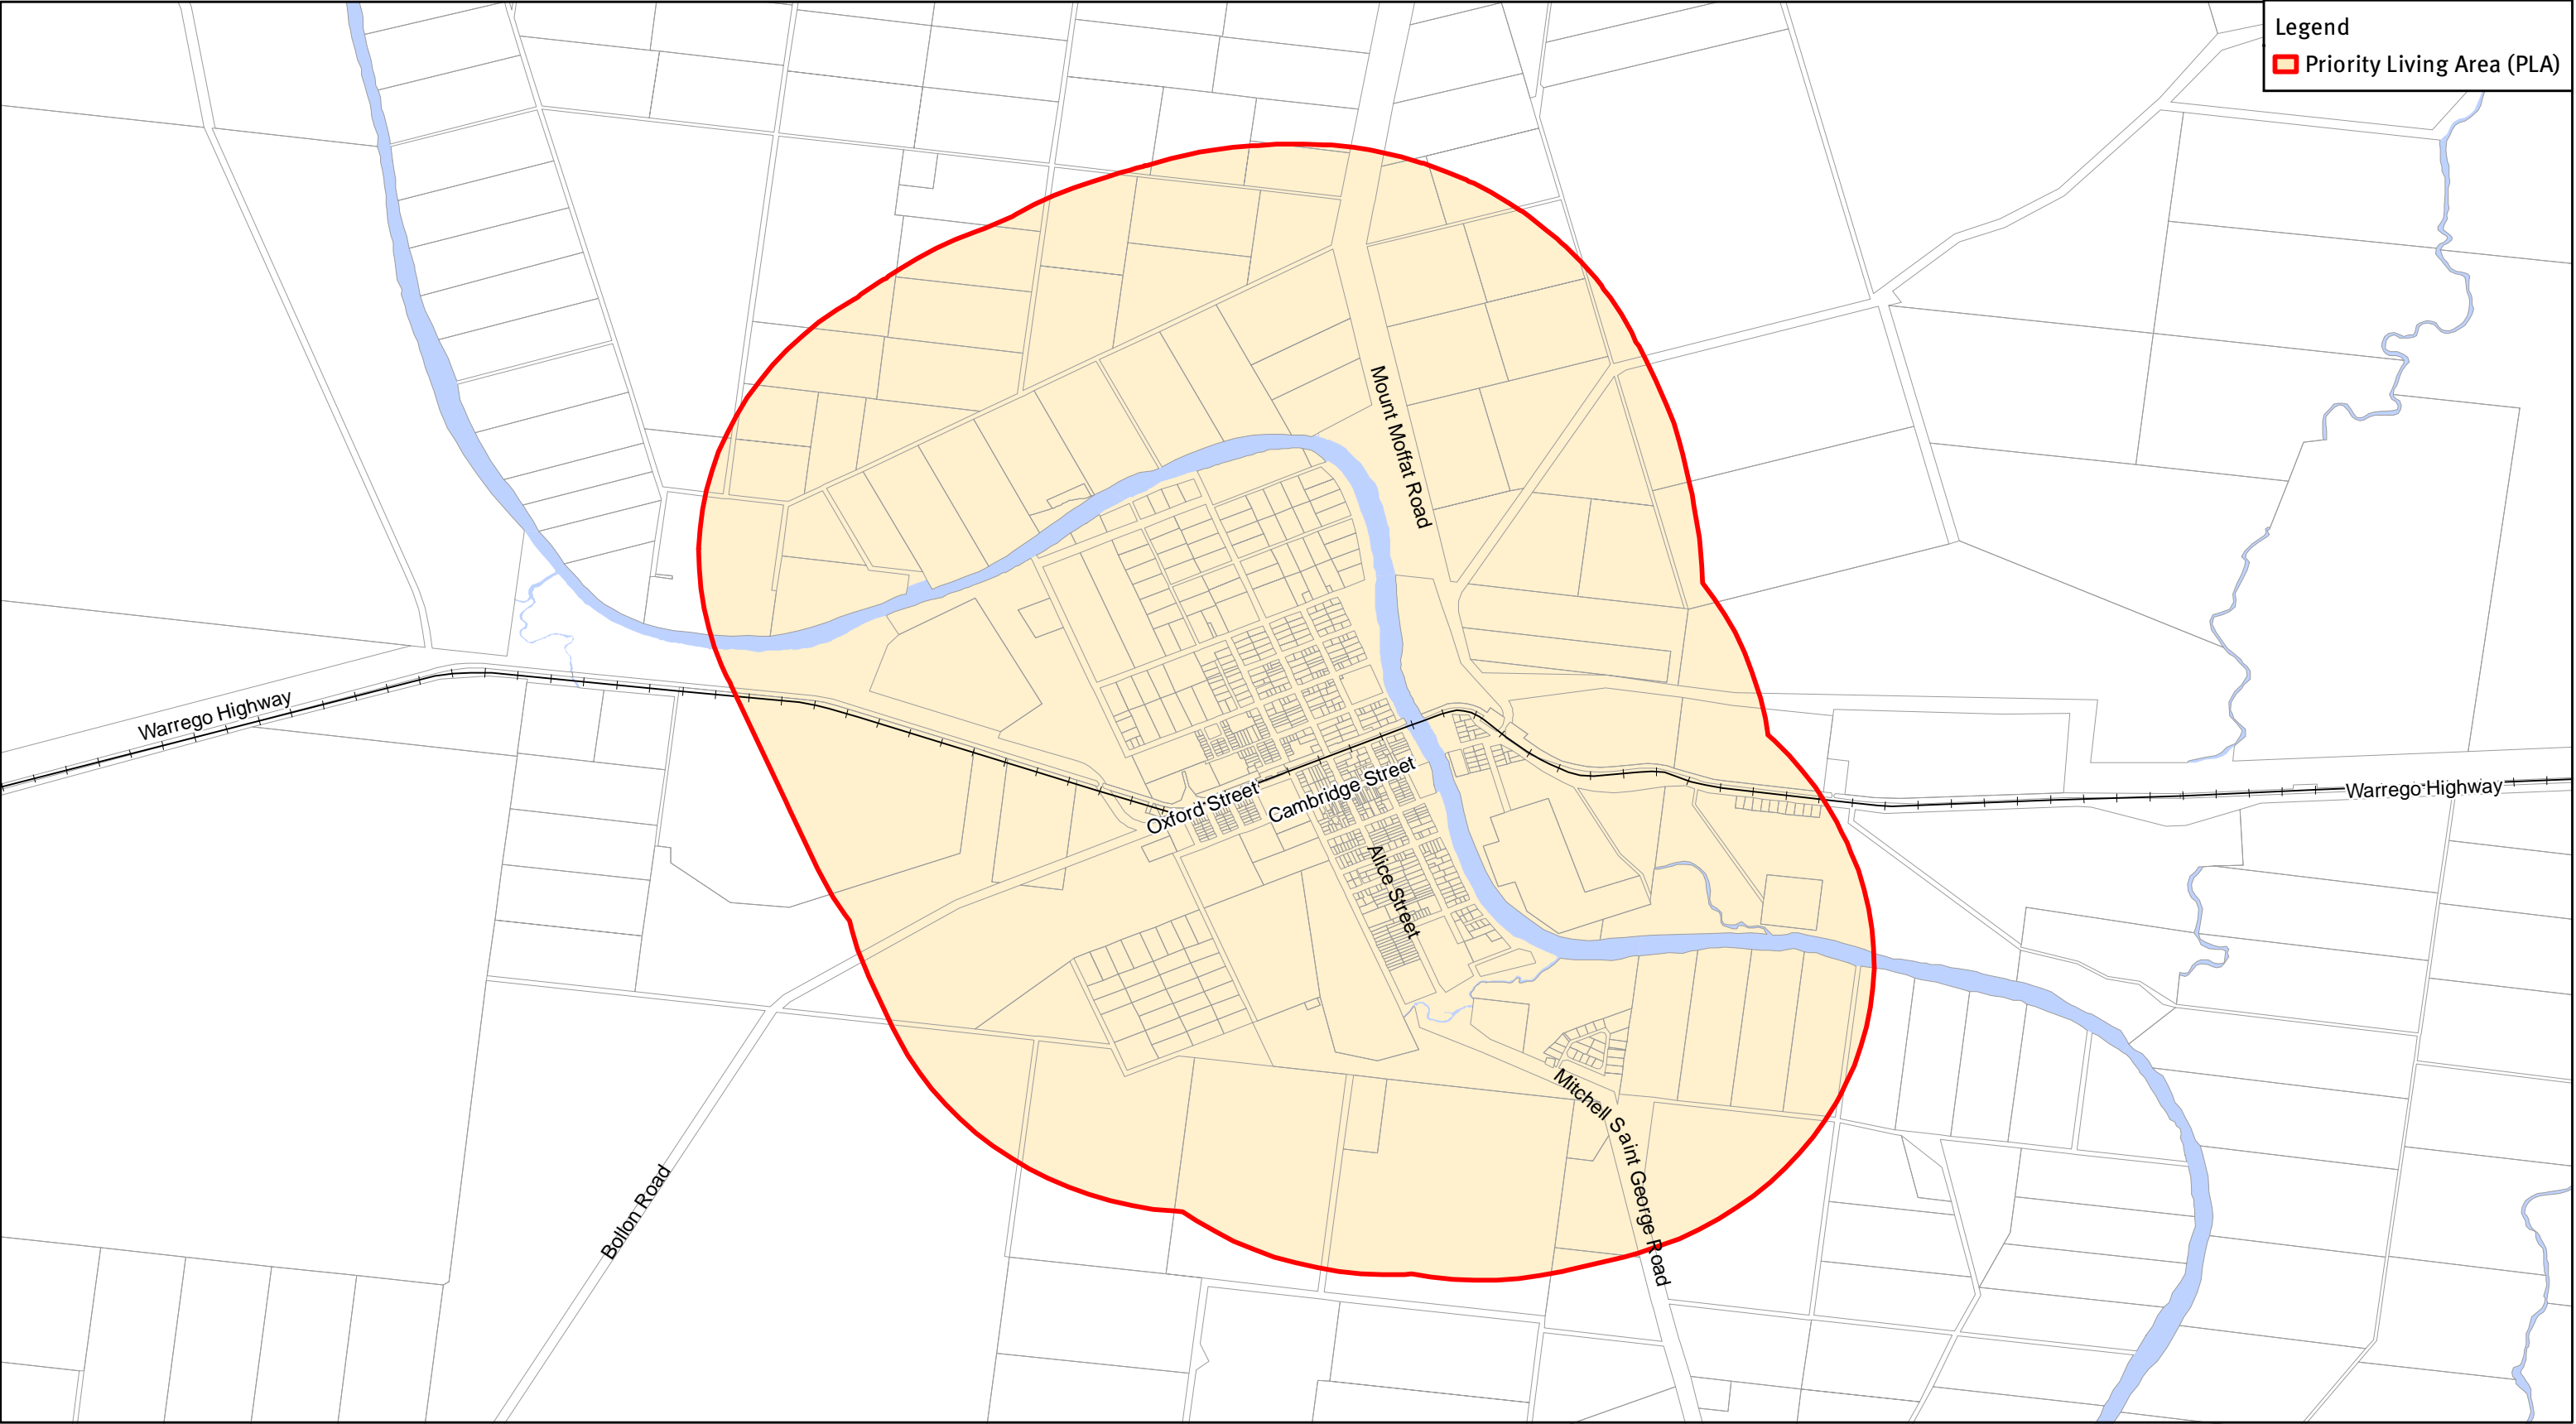 Legend
Priority Living Area (PLA)
Mount Moffat Road
Warrego Highway
Warrego Highway
Oxford Street
Cambridge Street
Alice Street
Mitchell Saint George Road
Bollon Road